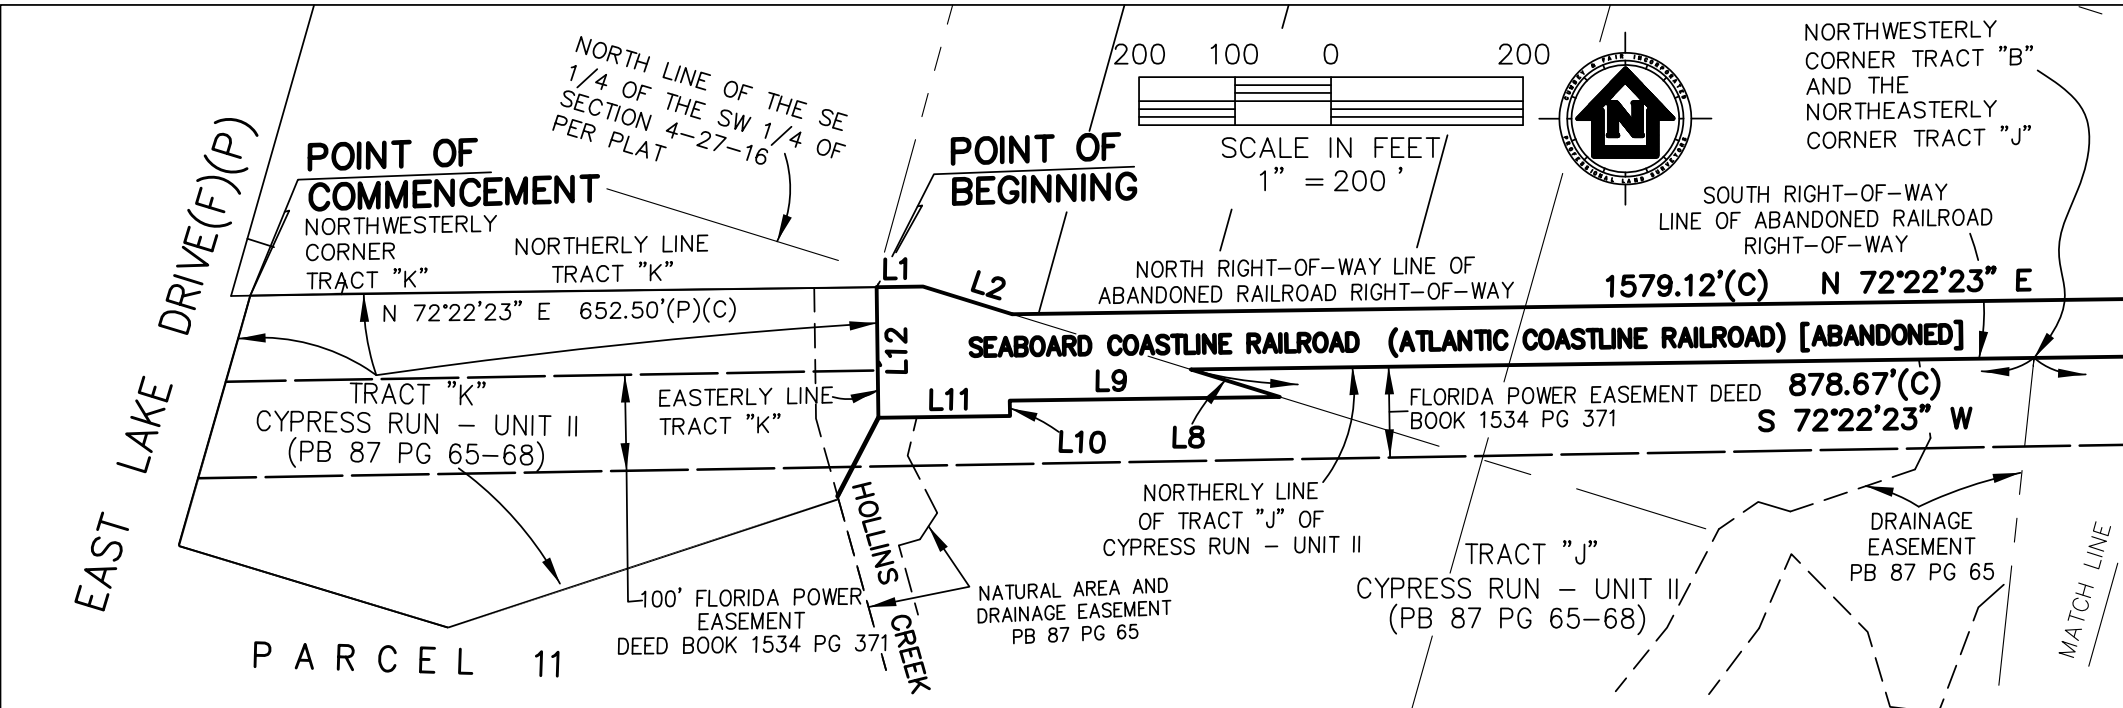 EAST LAKE DRIVE(F)(P)
POINT OF
COMMENCEMENT
NORTHWESTERLY
CORNER
TRACT "K"
NORTH LINE OF THE SE
1/4 OF THE SW 1/4 OF
SECTION 4-27-16
PER PLAT
NORTHERLY LINE
TRACT "K"
N 72°22'23" E 652.50'(P)(C)
POINT OF
BEGINNING
L1
L2
200 100 0 200
SCALE IN FEET
1" = 200 '
CUMBEY & FAIR INCORPORATED
N
PROFESSIONAL LAND SURVEYORS
NORTHWESTERLY
CORNER TRACT "B"
AND THE
NORTHEASTERLY
CORNER TRACT "J"
SOUTH RIGHT-OF-WAY
LINE OF ABANDONED RAILROAD
RIGHT-OF-WAY
NORTH RIGHT-OF-WAY LINE OF
ABANDONED RAILROAD RIGHT-OF-WAY
1579.12'(C) N 72°22'23" E
SEABOARD COASTLINE RAILROAD (ATLANTIC COASTLINE RAILROAD) [ABANDONED]
L12
TRACT "K"
CYPRESS RUN - UNIT II
(PB 87 PG 65-68)
EASTERLY LINE
TRACT "K"
L11
L9
L10
L8
FLORIDA POWER EASEMENT DEED
BOOK 1534 PG 371
878.67'(C)
S 72°22'23" W
NORTHERLY LINE
OF TRACT "J" OF
CYPRESS RUN - UNIT II
HOLLINS CREEK
100' FLORIDA POWER
EASEMENT
DEED BOOK 1534 PG 371
NATURAL AREA AND
DRAINAGE EASEMENT
PB 87 PG 65
TRACT "J"
CYPRESS RUN - UNIT II
(PB 87 PG 65-68)
DRAINAGE
EASEMENT
PB 87 PG 65
MATCH LINE
PARCEL 11